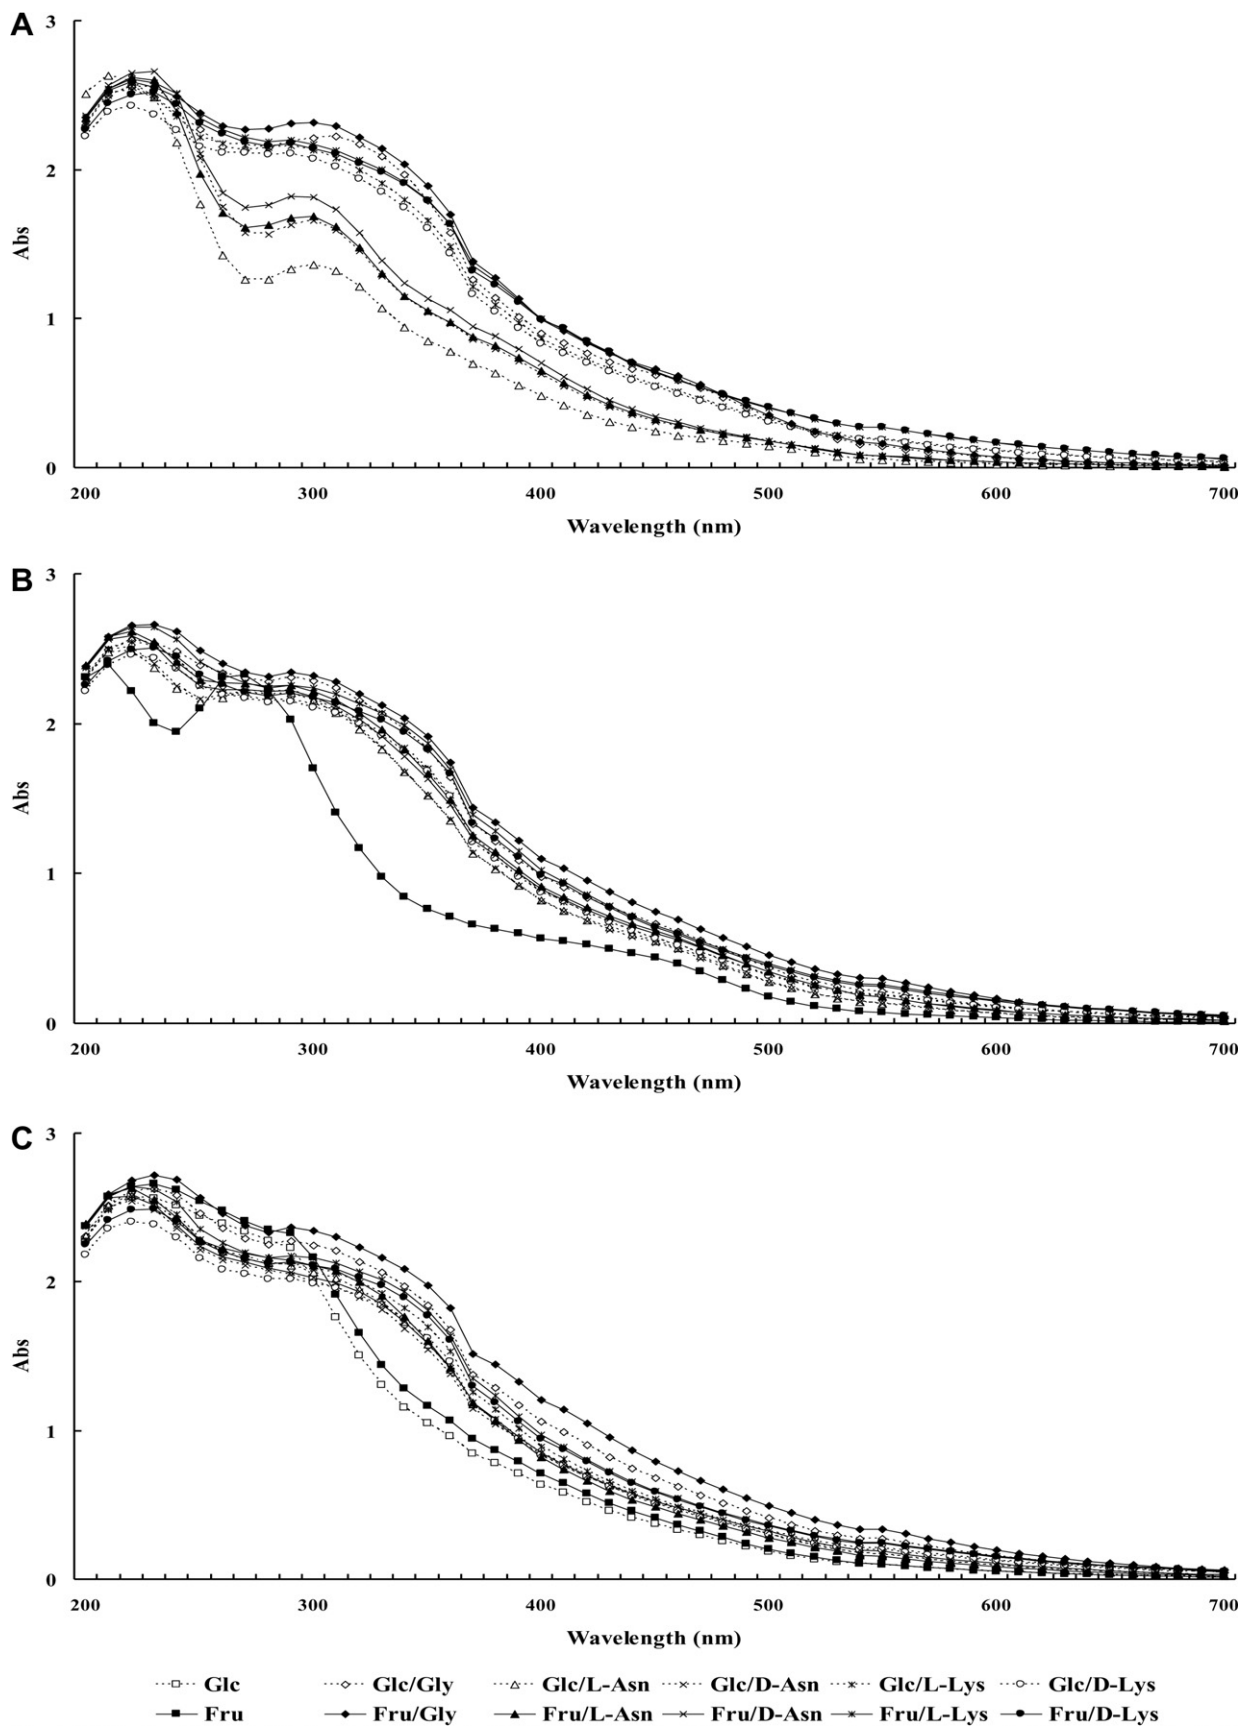 A
3
2
Abs
1
0
200 300 400 500 600 700
Wavelength (nm)
B
3
2
Abs
1
0
200 300 400 500 600 700
Wavelength (nm)
C
3
2
Abs
1
0
200 300 400 500 600 700
Wavelength (nm)
Glc Glc/Gly Glc/L-Asn Glc/D-Asn Glc/L-Lys Glc/D-Lys
Fru Fru/Gly Fru/L-Asn Fru/D-Asn Fru/L-Lys Fru/D-Lys